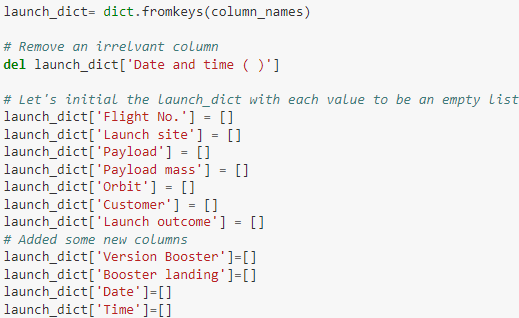 launch_dict= dict.fromkeys(column_names)
# Remove an irrelvant column
del launch_dict['Date and time ( )']
# Let's initial the launch_dict with each value to be an empty list
launch_dict['Flight No.'] = []
launch_dict['Launch site'] = []
launch_dict['Payload'] = []
launch_dict['Payload mass'] = []
launch_dict['Orbit'] = []
launch_dict['Customer'] = []
launch_dict['Launch outcome'] = []
# Added some new columns
launch_dict['Version Booster']=[]
launch_dict['Booster landing']=[]
launch_dict['Date']=[]
launch_dict['Time']=[]